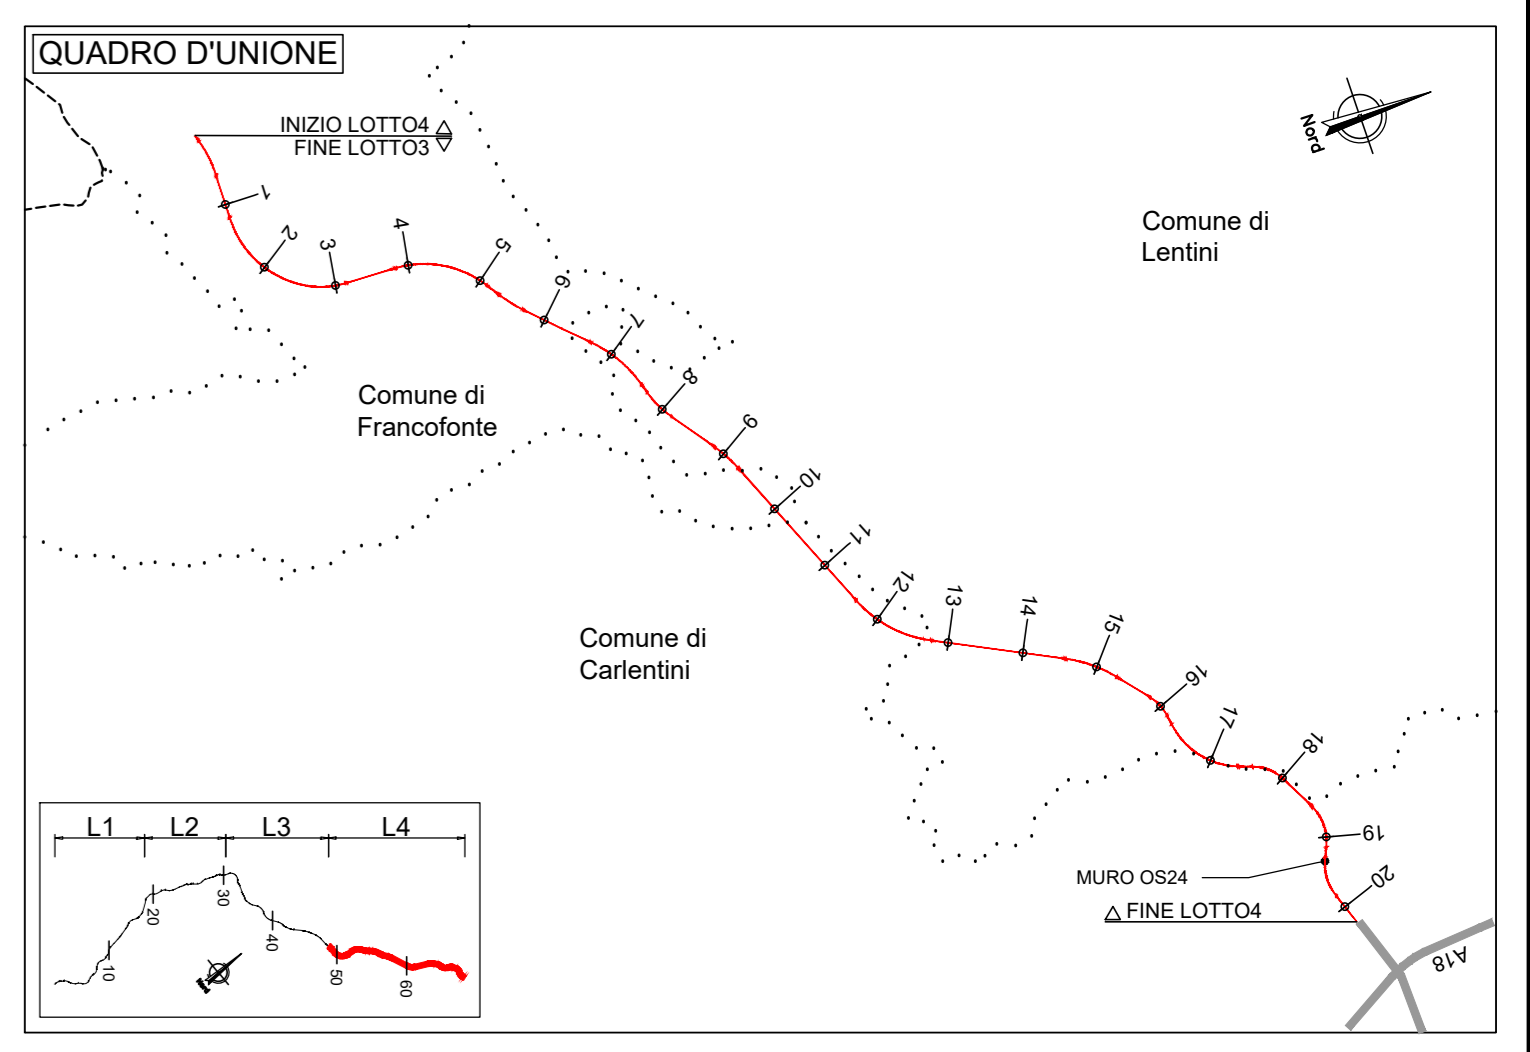 QUADRO D'UNIONE
INIZIO LOTTO4
FINE LOTTO3
Nord
Comune di
Lentini
1
2
3
4
5
6
7
8
9
10
11
12
13
14
15
16
17
18
19
20
Comune di
Francofonte
Comune di
Carlentini
MURO OS24
FINE LOTTO4
A18
L1
L2
L3
L4
10
20
30
40
50
60